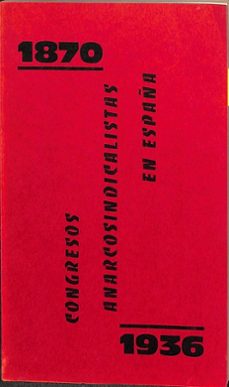 1870
CONGRESOS
ANARCOSINDICALISTAS
EN ESPAÑA
1936